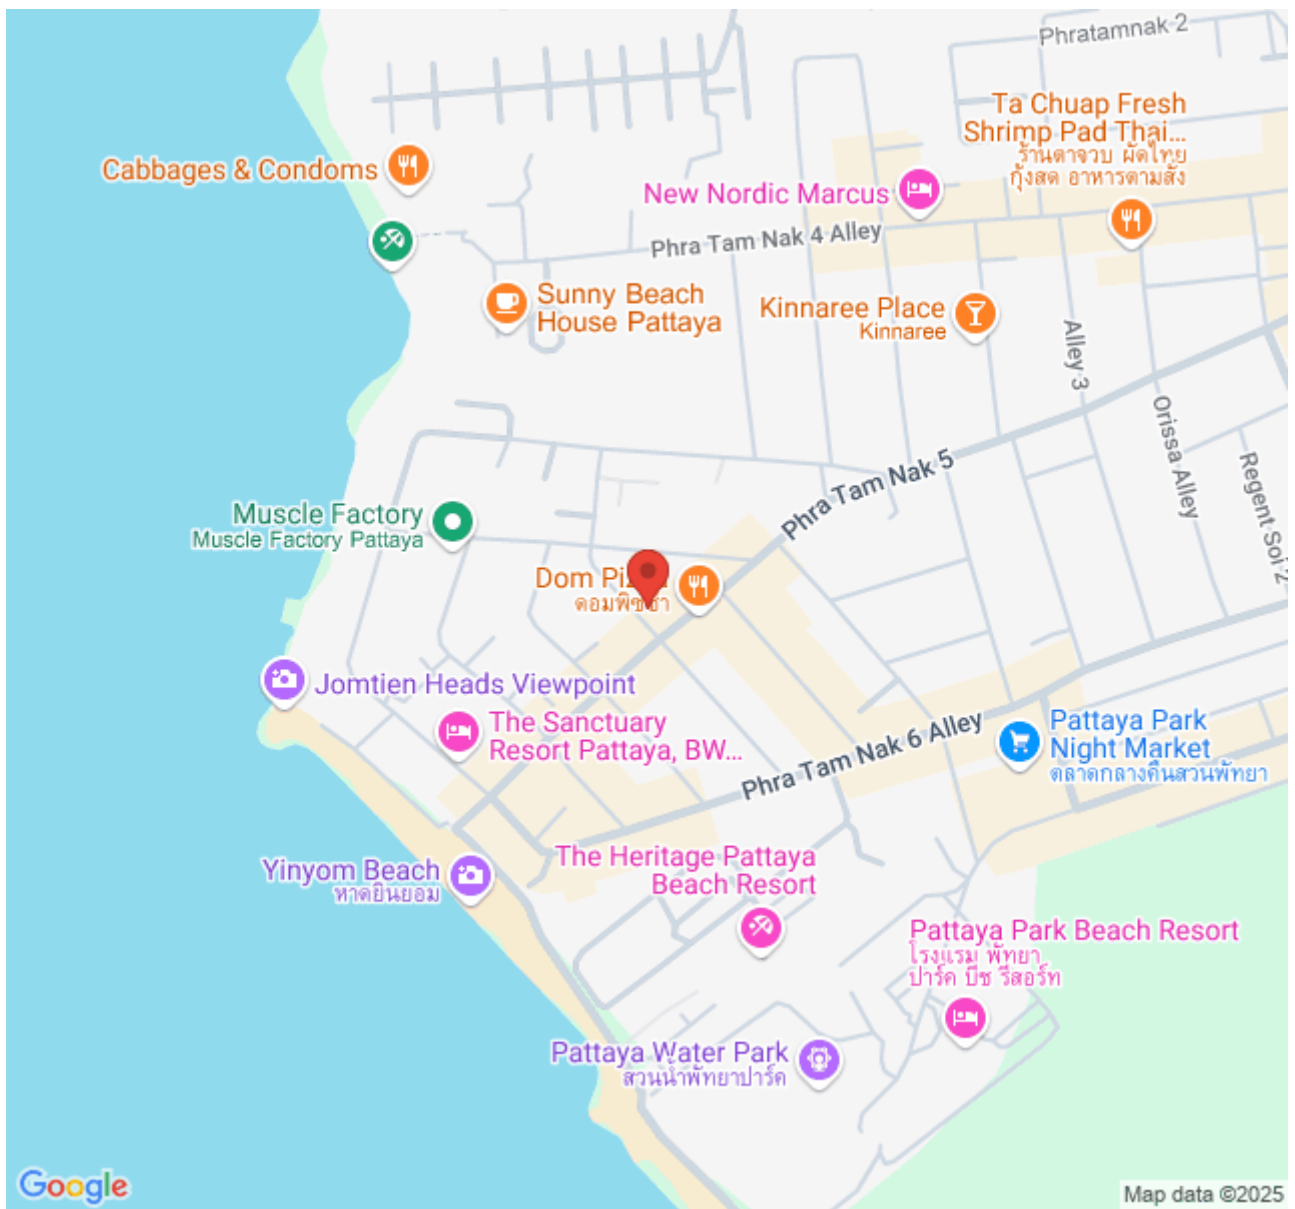 Phratamnak 2
Ta Chuap Fresh
Shrimp Pad Thai...
ร้านตาจวบ ผัดไทย
กุ้งสด อาหารตามสั่ง
Cabbages & Condoms
New Nordic Marcus
Phra Tam Nak 4 Alley
Sunny Beach
House Pattaya
Kinnaree Place
Kinnaree
Alley 3
Orissa Alley
Regent Soi 2
Phra Tam Nak 5
Muscle Factory
Muscle Factory Pattaya
Dom
ดอมพิซซ่า
Jomtien Heads Viewpoint
The Sanctuary
Resort Pattaya, BW...
Pattaya Park
Night Market
ตลาดกลางคืนสวนพัทยา
Phra Tam Nak 6 Alley
The Heritage Pattaya
Beach Resort
Yinyom Beach
หาดยินยอม
Pattaya Park Beach Resort
โรงแรม พัทยา
ปาร์ค บีช รีสอร์ท
Pattaya Water Park
สวนน้ำพัทยาปาร์ค
Google
Map data ©2025